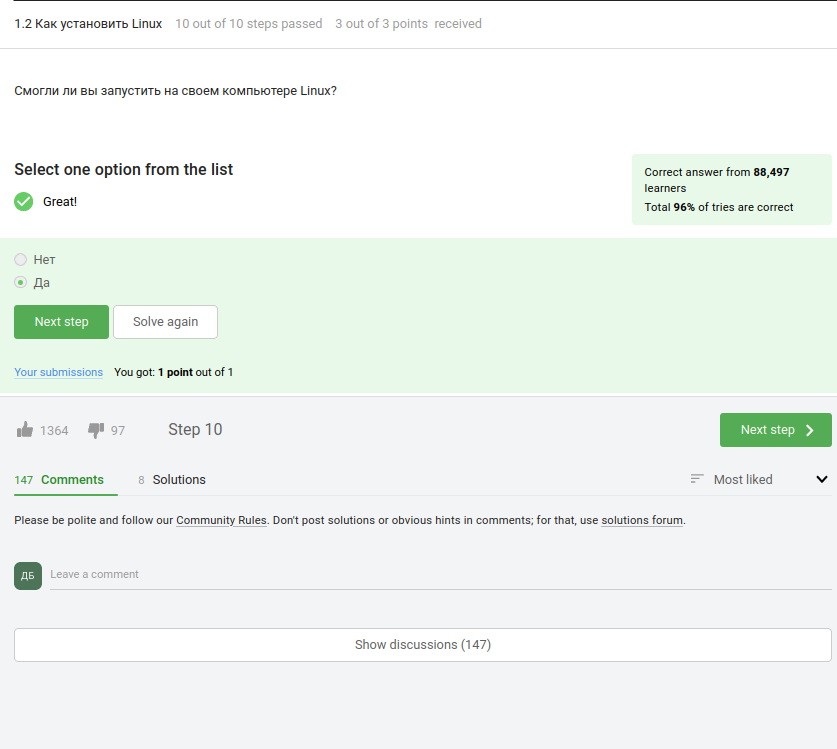 1.2 Как установить Linux 10 out of 10 steps passed 3 out of 3 points received
Смогли ли вы запустить на своем компьютере Linux?
Select one option from the list
Great!
Correct answer from 88,497
learners
Total 96% of tries are correct
Нет
Да
Next step Solve again
Your submissions You got: 1 point out of 1
1364 97 Step 10 Next step
147 Comments 8 Solutions Most liked
Please be polite and follow our Community Rules. Don't post solutions or obvious hints in comments; for that, use solutions forum.
ДБ Leave a comment
Show discussions (147)